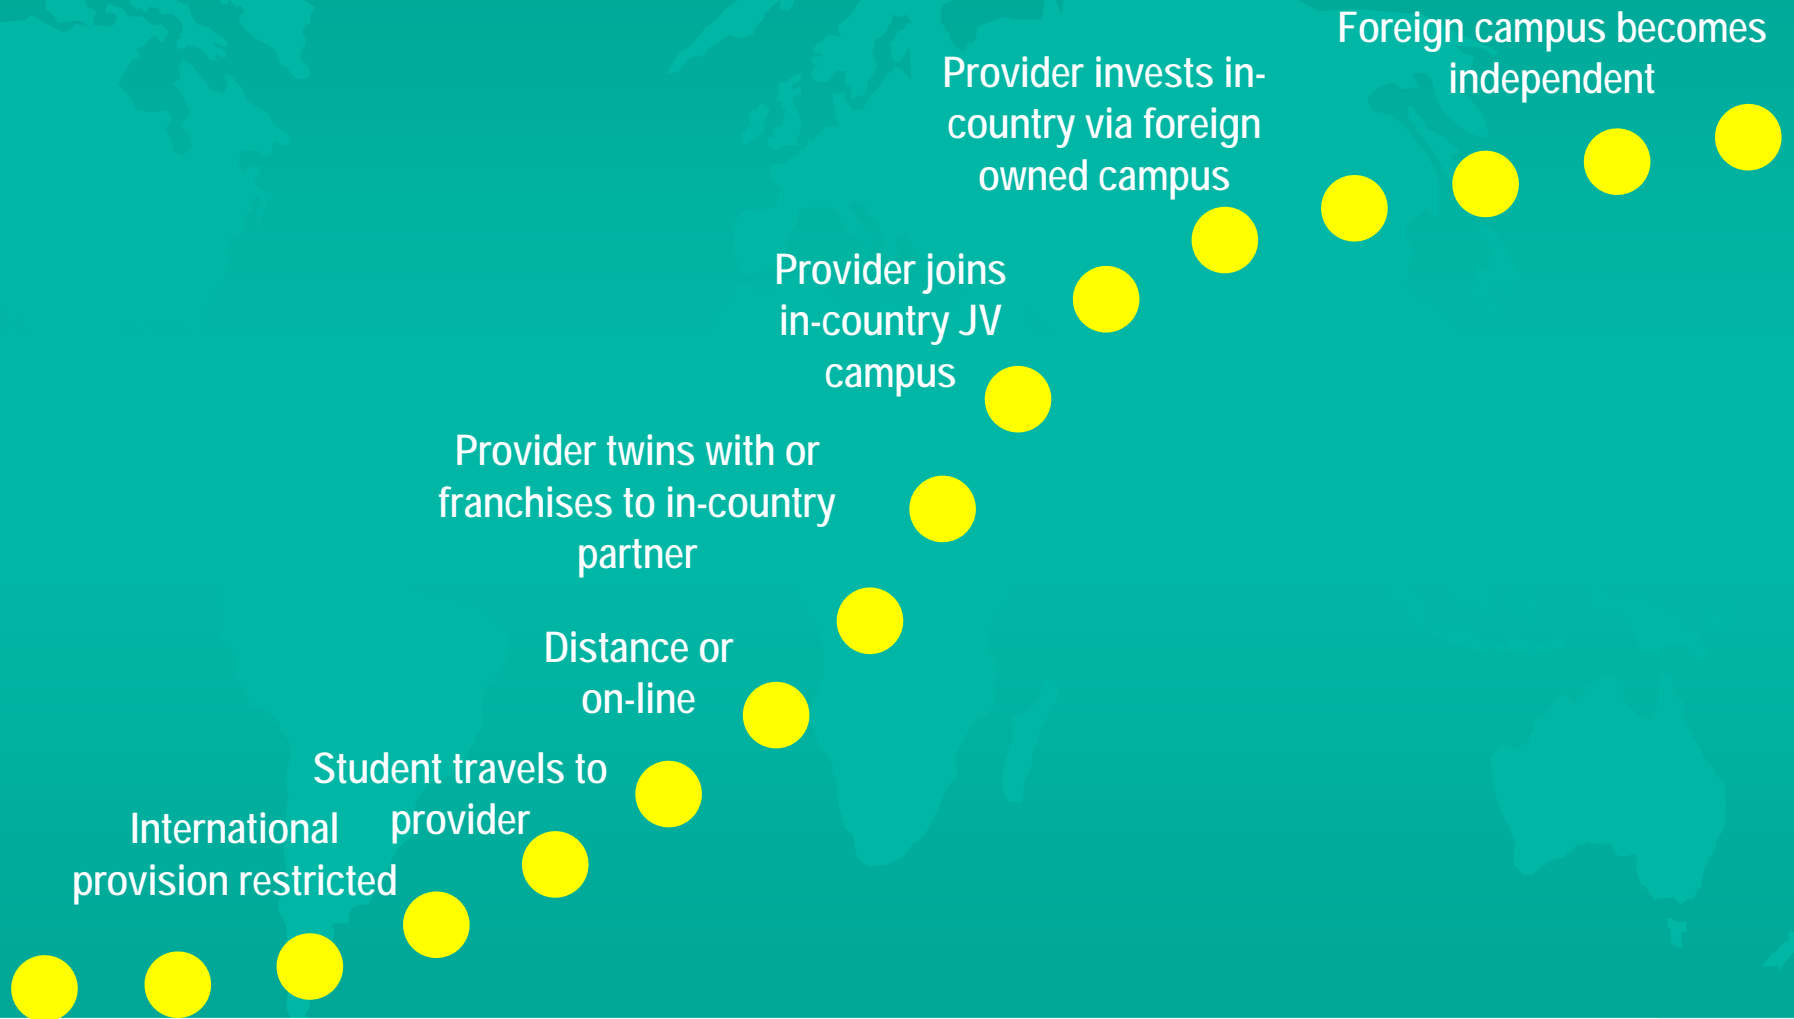 Foreign campus becomes
independent
Provider invests in-
country via foreign
owned campus
Provider joins
in-country JV
campus
Provider twins with or
franchises to in-country
partner
Distance or
on-line
Student travels to
provider
International
provision restricted